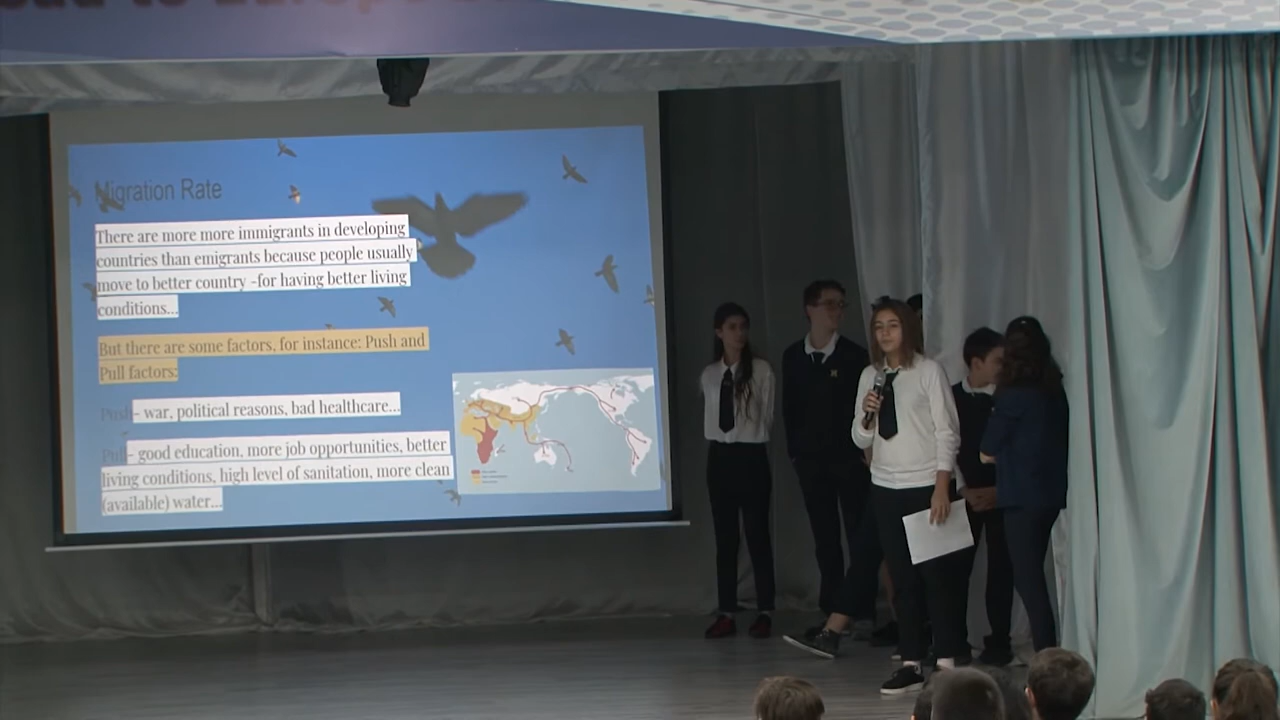 Migration Rate
There are more more immigrants in developing
countries than emigrants because people usually
move to better country -for having better living
conditions...
But there are some factors, for instance: Push and
Pull factors:
Push- war, political reasons, bad healthcare...
Pull- good education, more job opportunities, better
living conditions, high level of sanitation, more clean
(available) water...